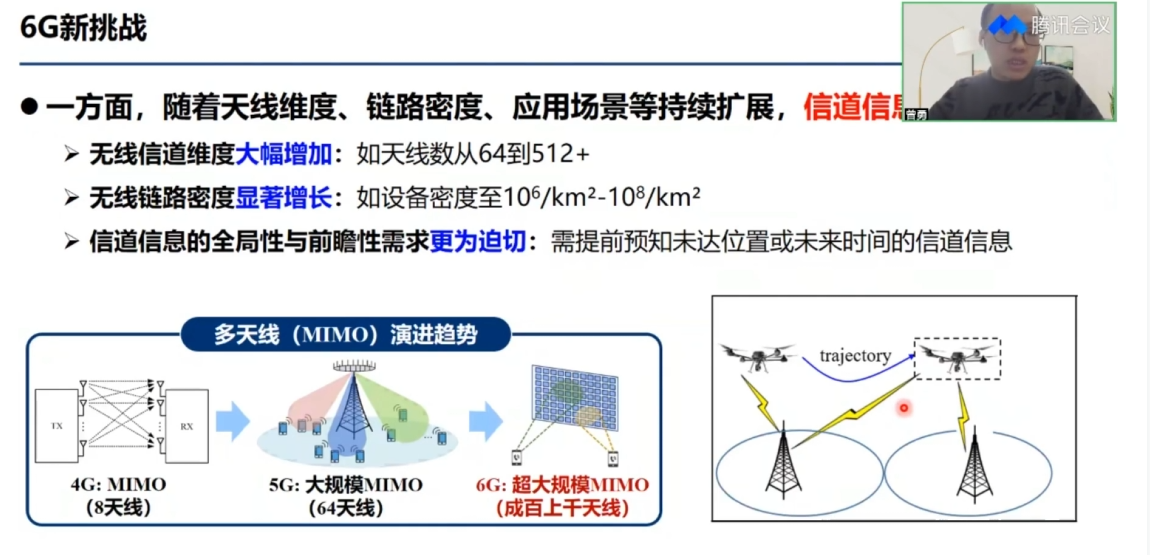 6G新挑战
腾讯会议
曾勇
● 一方面，随着天线维度、链路密度、应用场景等持续扩展，信道信息
➢ 无线信道维度大幅增加：如天线数从64到512+
➢ 无线链路密度显著增长：如设备密度至10⁶/km²-10⁸/km²
➢ 信道信息的全局性与前瞻性需求更为迫切：需提前预知未达位置或未来时间的信道信息
多天线（MIMO）演进趋势
TX
RX
4G: MIMO
（8天线）
5G: 大规模MIMO
（64天线）
6G: 超大规模MIMO
（成百上千天线）
trajectory